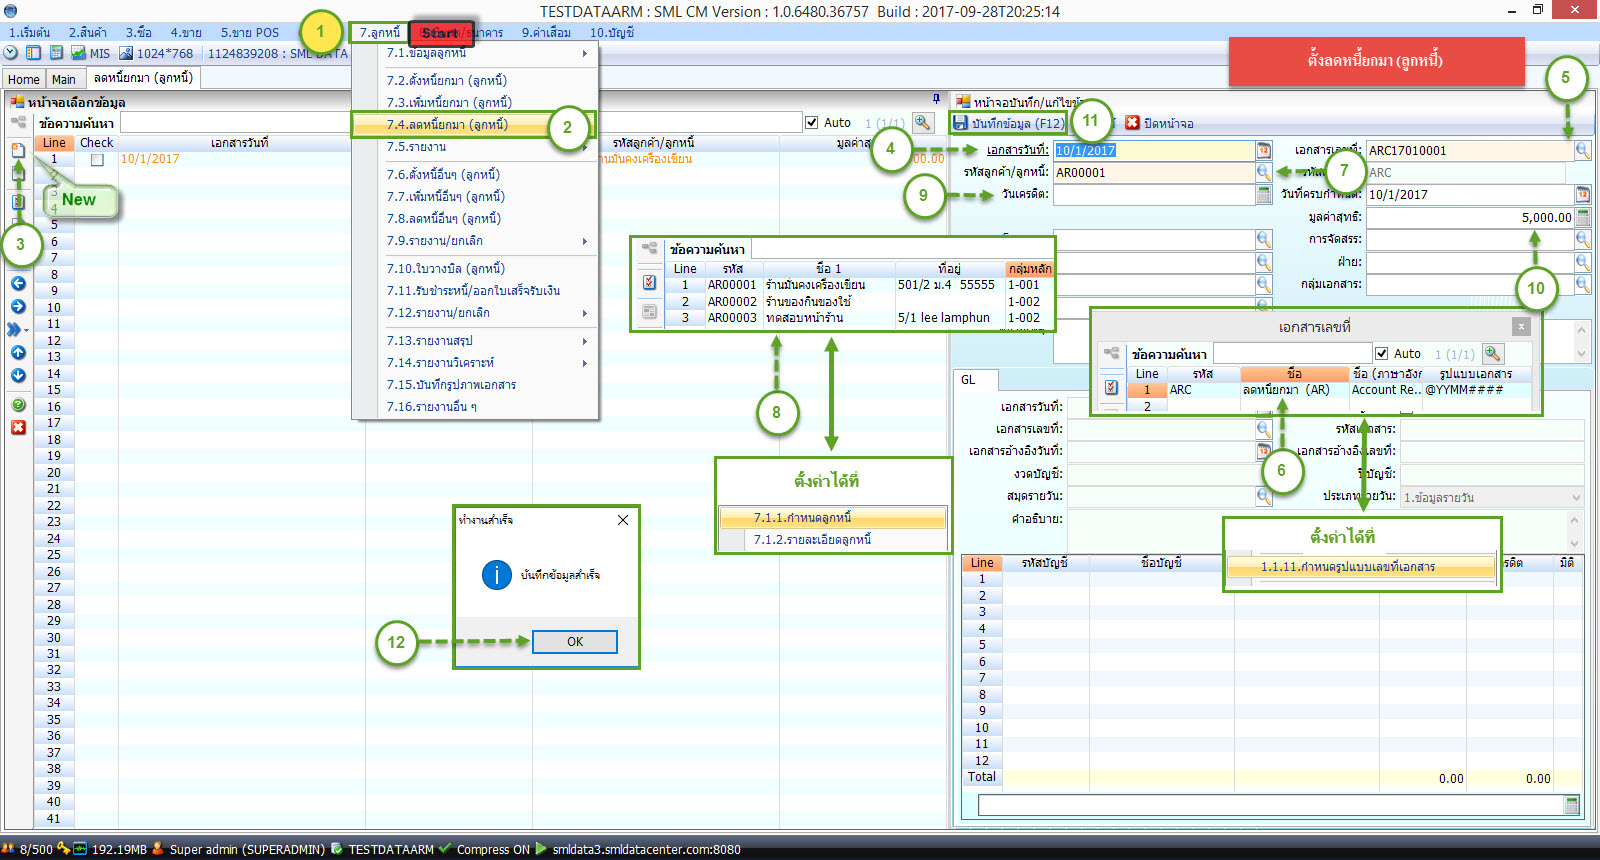 TESTDATAARM : SML CM Version : 1.0.6480.36757 Build : 2017-09-28T20:25:14
1.เริ่มต้น 2.สินค้า 3.ซื้อ 4.ขาย 5.ขาย POS 1 7.ลูกหนี้ Start /ธนาคาร 9.ค่าเสื่อม 10.บัญชี
MIS 1024*768 1124839208 : SML DATA
Home Main ลดหนี้ยกมา (ลูกหนี้)
หน้าจอเลือกข้อมูล
ข้อความค้นหา Auto 1 (1/1)
Line Check เอกสารวันที่ รหัสลูกค้า/ลูกหนี้ มูลค่าสุ
1 10/1/2017 านมั่นคงเครื่องเขียน 00.00
New
3
4
5
6
7
8
9
10
11
12
13
14
15
16
17
18
19
20
21
22
23
24
25
26
27
28
29
30
31
32
33
34
35
36
37
38
39
40
41
3
7.1.ข้อมูลลูกหนี้
7.2.ตั้งหนี้ยกมา (ลูกหนี้)
7.3.เพิ่มหนี้ยกมา (ลูกหนี้)
7.4.ลดหนี้ยกมา (ลูกหนี้) 2
7.5.รายงาน
7.6.ตั้งหนี้อื่นๆ (ลูกหนี้)
7.7.เพิ่มหนี้อื่นๆ (ลูกหนี้)
7.8.ลดหนี้อื่นๆ (ลูกหนี้)
7.9.รายงาน/ยกเลิก
7.10.ใบวางบิล (ลูกหนี้)
7.11.รับชำระหนี้/ออกใบเสร็จรับเงิน
7.12.รายงาน/ยกเลิก
7.13.รายงานสรุป
7.14.รายงานวิเคราะห์
7.15.บันทึกรูปภาพเอกสาร
7.16.รายงานอื่น ๆ
ข้อความค้นหา
Line รหัส ชื่อ 1 ที่อยู่ กลุ่มหลัก
1 AR00001 ร้านมั่นคงเครื่องเขียน 501/2 ม.4 55555 1-001
2 AR00002 ร้านของกินของใช้ 1-002
3 AR00003 ทดสอบหน้าร้าน 5/1 lee lamphun 1-002
8
ตั้งค่าได้ที่
7.1.1.กำหนดลูกหนี้
7.1.2.รายละเอียดลูกหนี้
ทำงานสำเร็จ
บันทึกข้อมูลสำเร็จ
12 OK
ตั้งลดหนี้ยกมา (ลูกหนี้)
5
หน้าจอบันทึก/แก้ไขข้
บันทึกข้อมูล (F12) 11 ปิดหน้าจอ
4 เอกสารวันที่: 10/1/2017 เอกสารเลขที่: ARC17010001
รหัสลูกค้า/ลูกหนี้: AR00001 7 ARC
9 วันเครดิต: วันที่ครบกำหนด: 10/1/2017
มูลค่าสุทธิ: 5,000.00
การจัดสรร:
ฝ่าย:
กลุ่มเอกสาร:
10
เอกสารเลขที่
ข้อความค้นหา Auto 1 (1/1)
Line รหัส ชื่อ ชื่อ (ภาษาอังก รูปแบบเอกสาร
1 ARC ลดหนี้ยกมา (AR) Account Re.. @YYMM####
2
6
ตั้งค่าได้ที่
1.1.11.กำหนดรูปแบบเลขที่เอกสาร
GL
เอกสารวันที่:
เอกสารเลขที่: รหัสเอกสาร:
เอกสารอ้างอิงวันที่: เอกสารอ้างอิงเลขที่:
งวดบัญชี: ปีบัญชี:
สมุดรายวัน: 1.ข้อมูลรายวัน
คำอธิบาย:
Line รหัสบัญชี ชื่อบัญชี รดิต มิติ
1
2
3
4
5
6
7
8
9
10
11
12
Total 0.00 0.00
8/500 192.19MB Super admin (SUPERADMIN) TESTDATAARM Compress ON smldata3.smldatacenter.com:8080